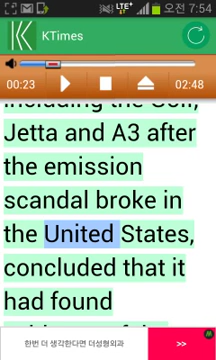 LTE 오전 7:54
KTimes
00:23
02:48
including the Golf,
Jetta and A3 after
the emission
scandal broke in
the United States,
concluded that it
had found
한번 더 생각한다면 더성형외과
>>